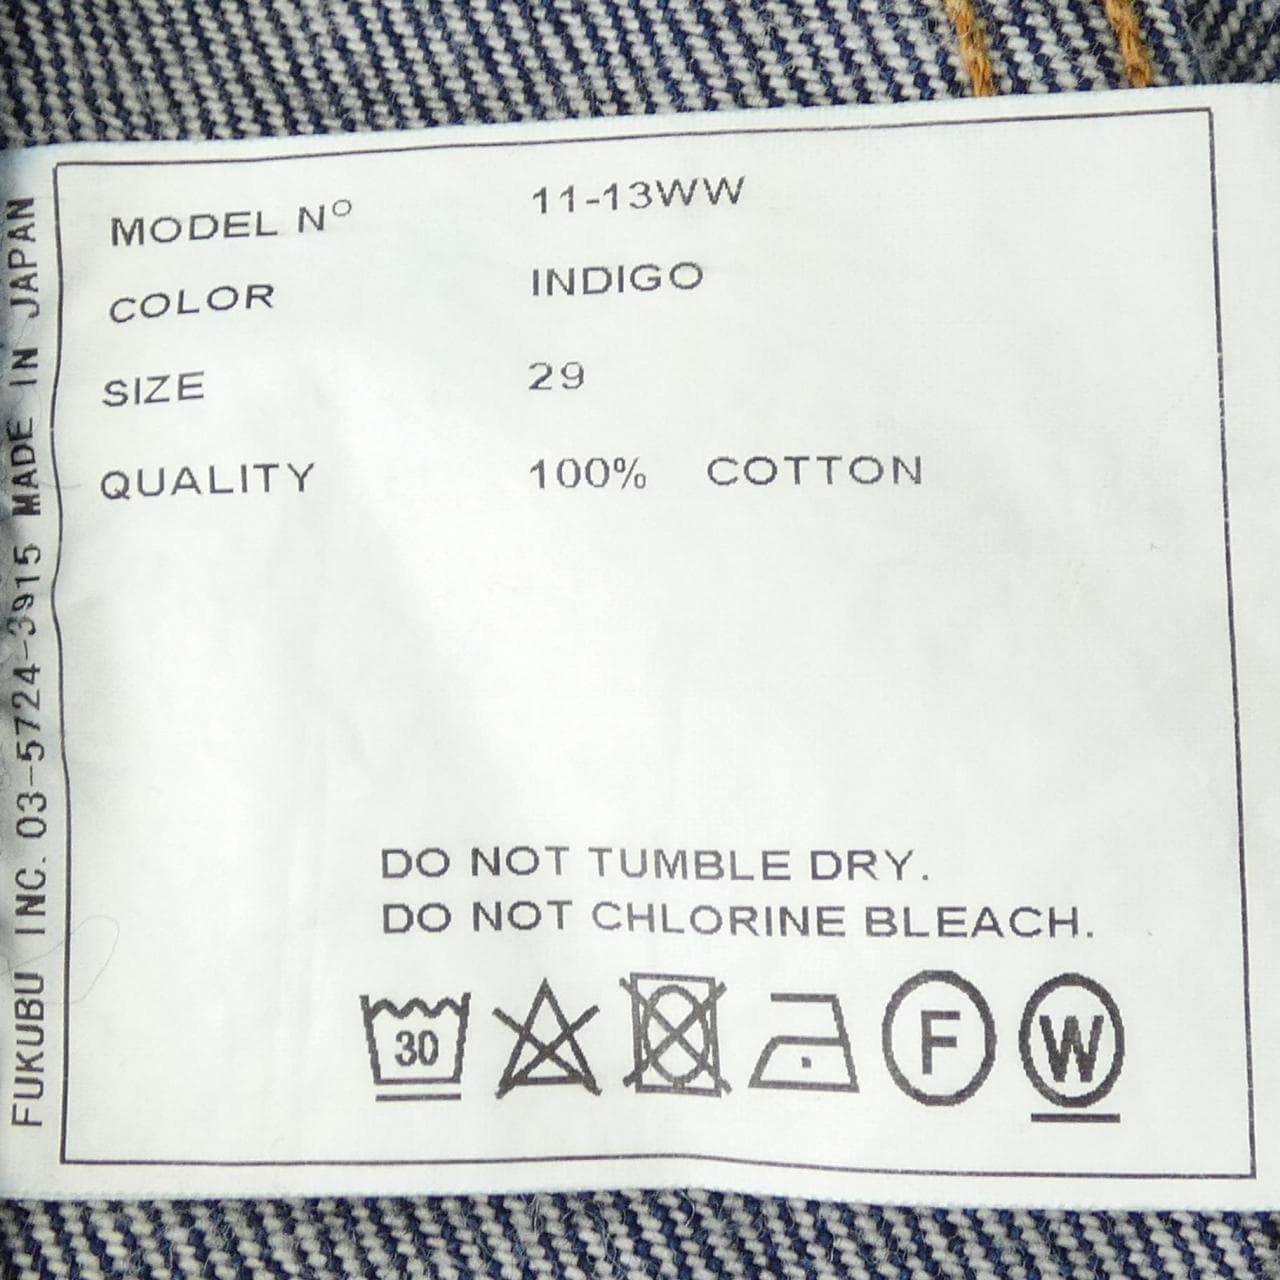 MODEL Nº 11-13WW
COLOR INDIGO
SIZE 29
QUALITY 100% COTTON
DO NOT TUMBLE DRY.
DO NOT CHLORINE BLEACH.
30 F W
FUKUBU INC. 03-5724-3915 MADE IN JAPAN